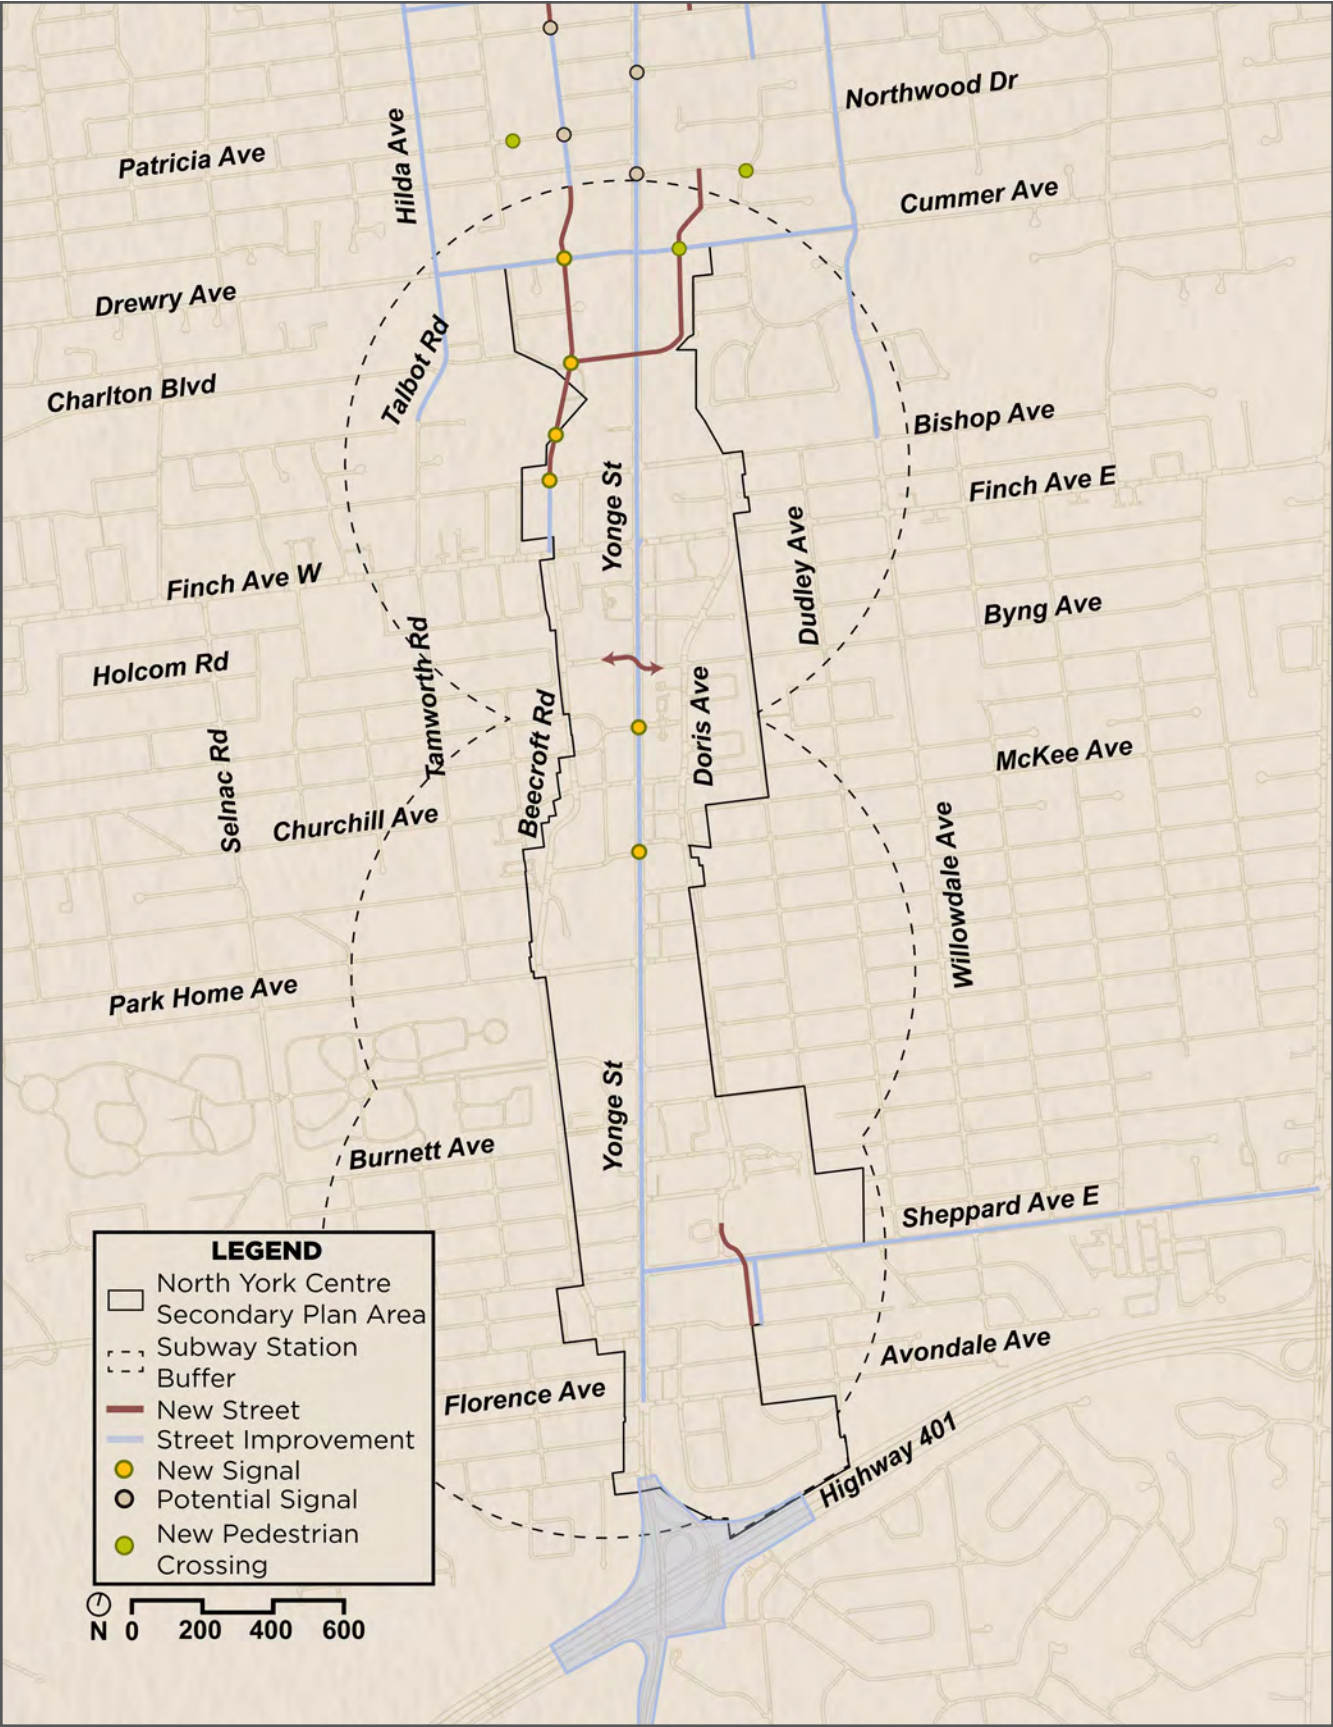 Northwood Dr
Patricia Ave
Hilda Ave
Cummer Ave
Drewry Ave
Talbot Rd
Charlton Blvd
Bishop Ave
Finch Ave E
Yonge St
Dudley Ave
Finch Ave W
Byng Ave
Holcom Rd
Tamworth Rd
Beecroft Rd
Doris Ave
Selnac Rd
McKee Ave
Churchill Ave
Willowdale Ave
Park Home Ave
Yonge St
Burnett Ave
Sheppard Ave E
Avondale Ave
Florence Ave
Highway 401
LEGEND
North York Centre
Secondary Plan Area
Subway Station
Buffer
New Street
Street Improvement
New Signal
Potential Signal
New Pedestrian
Crossing
N 0 200 400 600